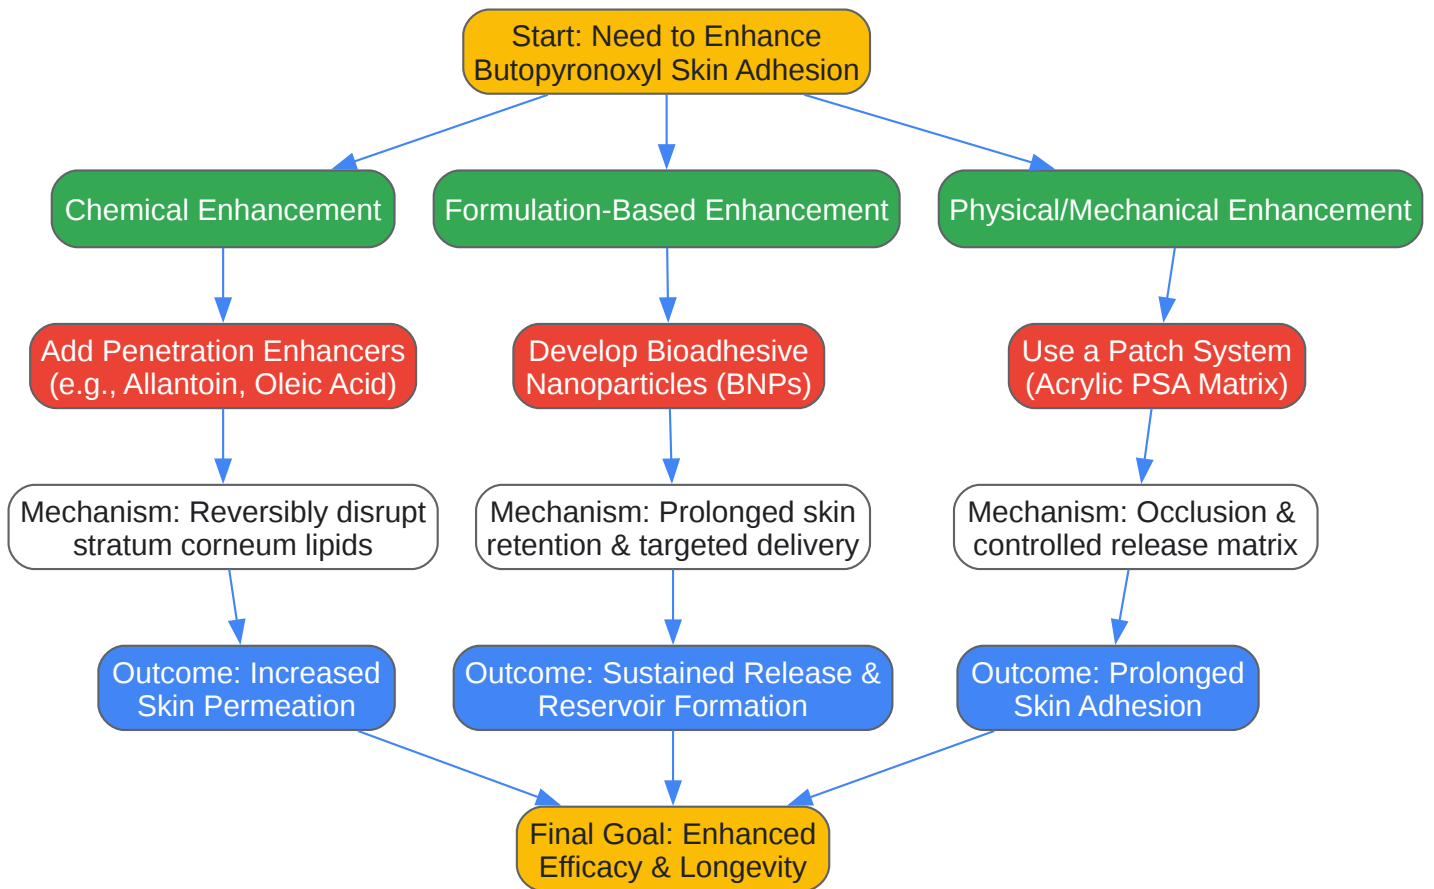 Start: Need to Enhance
Butopyronoxyl Skin Adhesion
Chemical Enhancement
Formulation-Based Enhancement
Physical/Mechanical Enhancement
Add Penetration Enhancers
(e.g., Allantoin, Oleic Acid)
Develop Bioadhesive
Nanoparticles (BNPs)
Use a Patch System
(Acrylic PSA Matrix)
Mechanism: Reversibly disrupt
stratum corneum lipids
Mechanism: Prolonged skin
retention & targeted delivery
Mechanism: Occlusion &
controlled release matrix
Outcome: Increased
Skin Permeation
Outcome: Sustained Release &
Reservoir Formation
Outcome: Prolonged
Skin Adhesion
Final Goal: Enhanced
Efficacy & Longevity